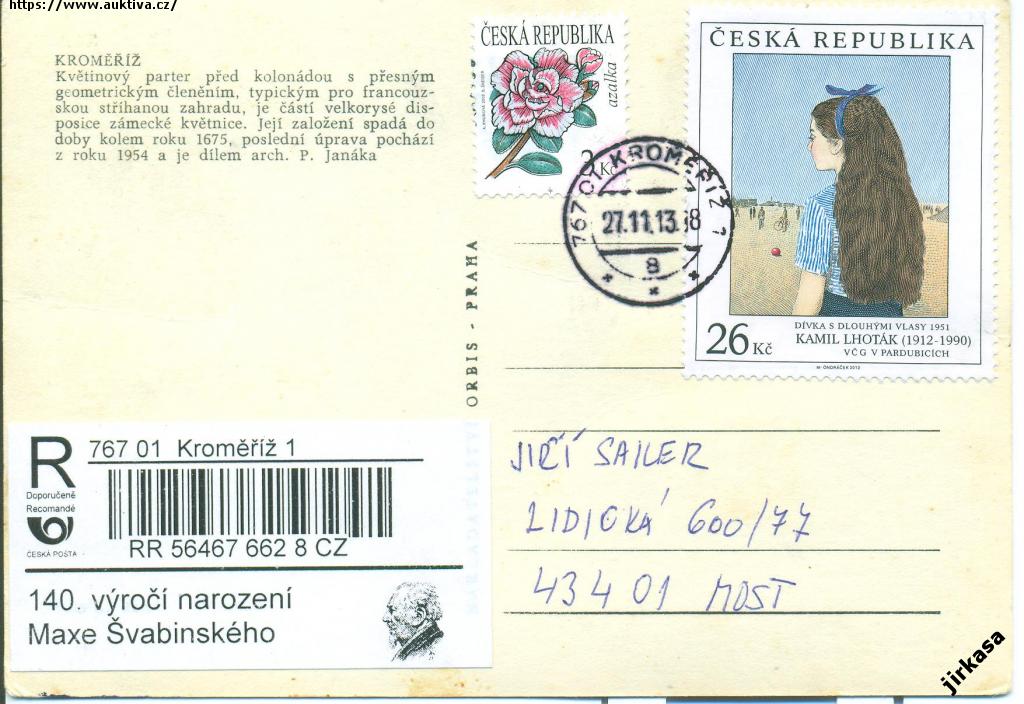 https://www.auktiva.cz/
KROMĚŘÍŽ
Květinový parter před kolonádou s přesným
geometrickým členěním, typickým pro francouz-
skou stříhanou zahradu, je částí velkorysé dis-
posice zámecké květnice. Její založení spadá do
doby kolem roku 1675, poslední úprava pochází
z roku 1954 a je dílem arch. P. Janáka
ČESKÁ REPUBLIKA
azalka
3 Kč
ČESKÁ REPUBLIKA
26 Kč
DÍVKA S DLOUHÝMI VLASY 1951
KAMIL LHOTÁK (1912-1990)
VČG V PARDUBICÍCH
M. ONDRÁČEK 2012
767 01 KROMĚŘÍŽ 1
27.11.13.18
8
ORBIS - PRAHA
R
Doporučeně
Recomandé
ČESKÁ POŠTA
767 01 Kroměříž 1
RR 56467 662 8 CZ
140. výročí narození
Maxe Švabinského
JIŘÍ SAILER
LIDICKÁ 600/77
434 01 MOST
jirkasa